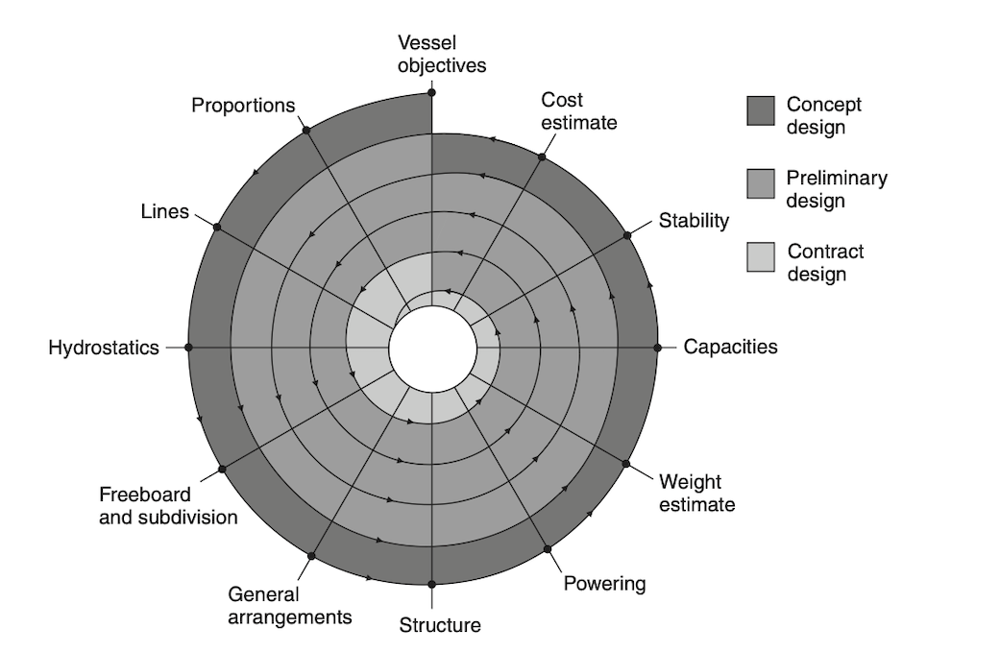 Vessel
objectives
Cost
estimate
Stability
Capacities
Weight
estimate
Powering
Structure
General
arrangements
Freeboard
and subdivision
Hydrostatics
Lines
Proportions
Concept
design
Preliminary
design
Contract
design